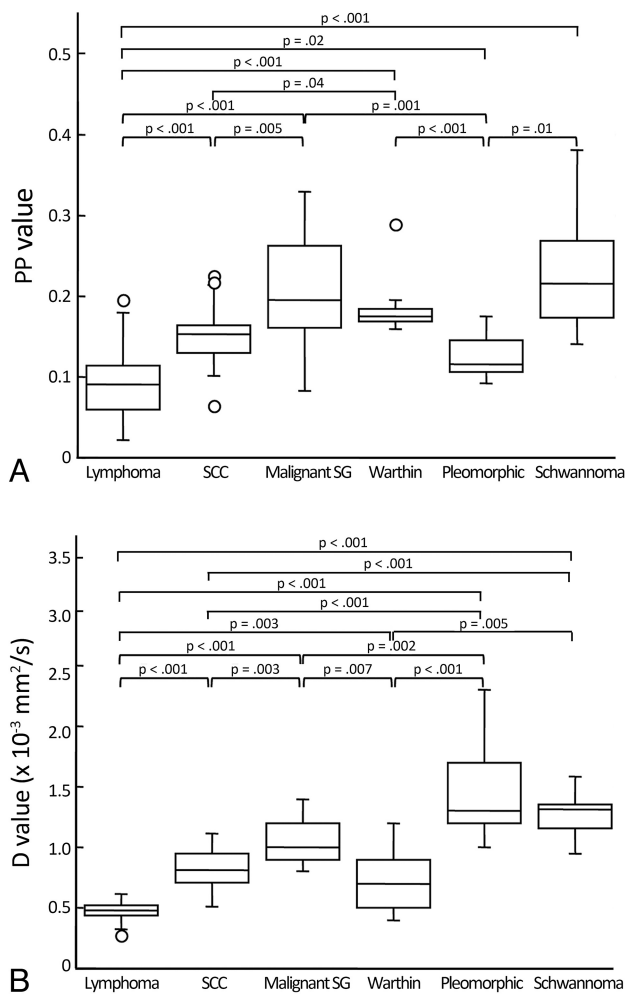 0.5
p < .001
p = .02
p < .001
p = .04
p < .001
p = .001
0.4
p < .001
p = .005
p < .001
p = .01
0.3
PP value
0.2
0.1
0
A
Lymphoma
SCC
Malignant SG
Warthin
Pleomorphic
Schwannoma
p < .001
3.5
p < .001
p < .001
3.0
p < .001
p = .003
p = .005
p < .001
p = .002
2.5
p < .001
p = .003
p = .007
p < .001
D value (x 10-3 mm2/s)
2.0
1.5
1.0
0.5
0
B
Lymphoma
SCC
Malignant SG
Warthin
Pleomorphic
Schwannoma